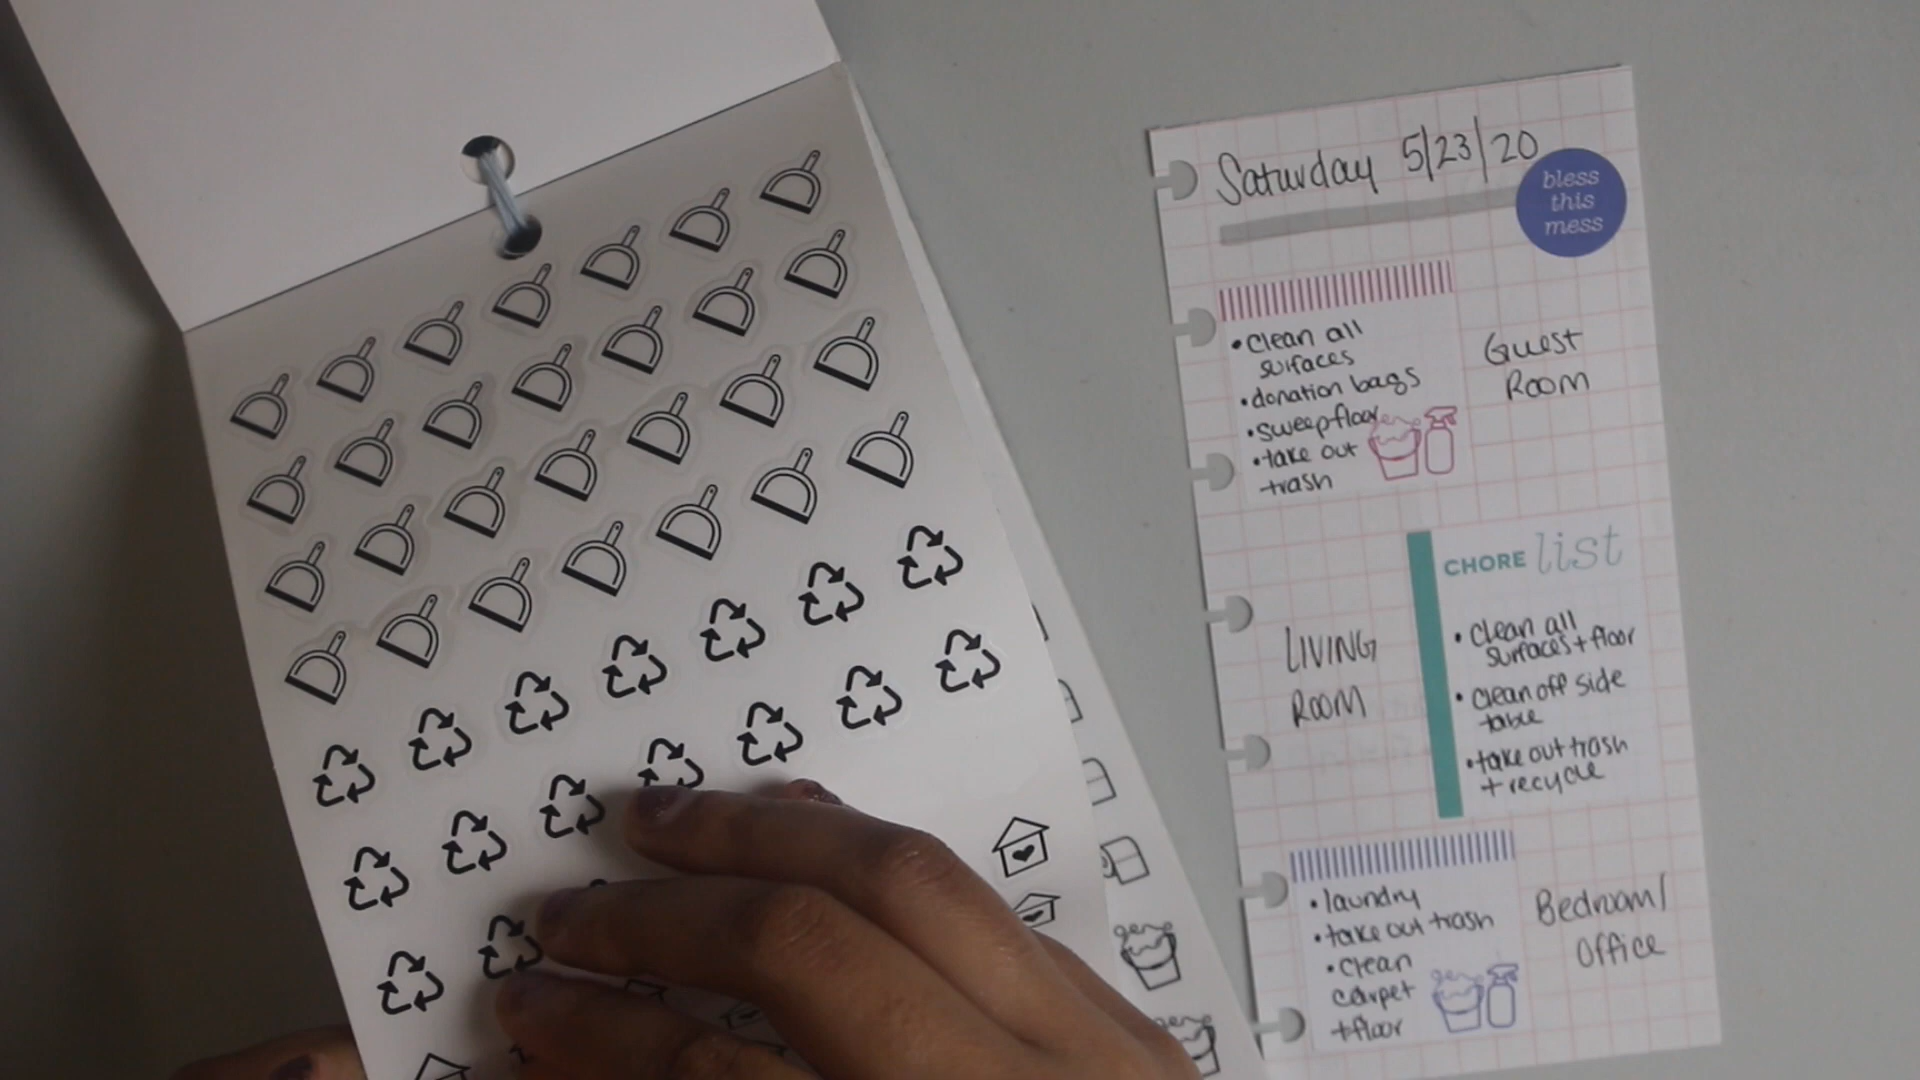 Saturday 5/23/20
bless
this
mess
• clean all
surfaces
• donation bags
• sweep floor
• take out
trash
Guest
Room
CHORE list
LIVING
ROOM
• clean all
surfaces + floor
• clean off side
table
• take out trash
+ recycle
• laundry
• take out trash
• clean
carpet
+ floor
Bedroom/
Office